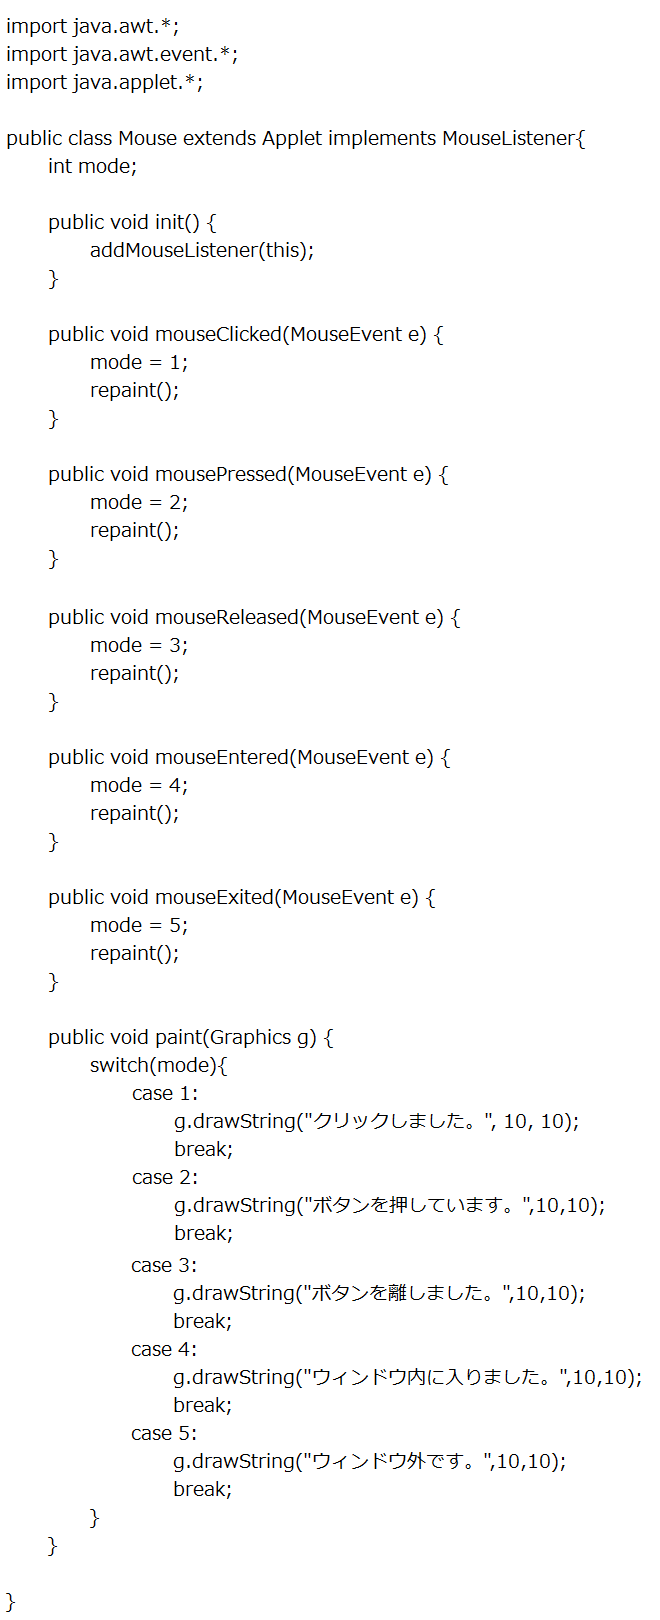 import java.awt.*;
import java.awt.event.*;
import java.applet.*;

public class Mouse extends Applet implements MouseListener{
    int mode;

    public void init() {
        addMouseListener(this);
    }

    public void mouseClicked(MouseEvent e) {
        mode = 1;
        repaint();
    }

    public void mousePressed(MouseEvent e) {
        mode = 2;
        repaint();
    }

    public void mouseReleased(MouseEvent e) {
        mode = 3;
        repaint();
    }

    public void mouseEntered(MouseEvent e) {
        mode = 4;
        repaint();
    }

    public void mouseExited(MouseEvent e) {
        mode = 5;
        repaint();
    }

    public void paint(Graphics g) {
        switch(mode){
            case 1:
                g.drawString("クリックしました。", 10, 10);
                break;
            case 2:
                g.drawString("ボタンを押しています。",10,10);
                break;
            case 3:
                g.drawString("ボタンを離しました。",10,10);
                break;
            case 4:
                g.drawString("ウィンドウ内に入りました。",10,10);
                break;
            case 5:
                g.drawString("ウィンドウ外です。",10,10);
                break;
        }
    }

}